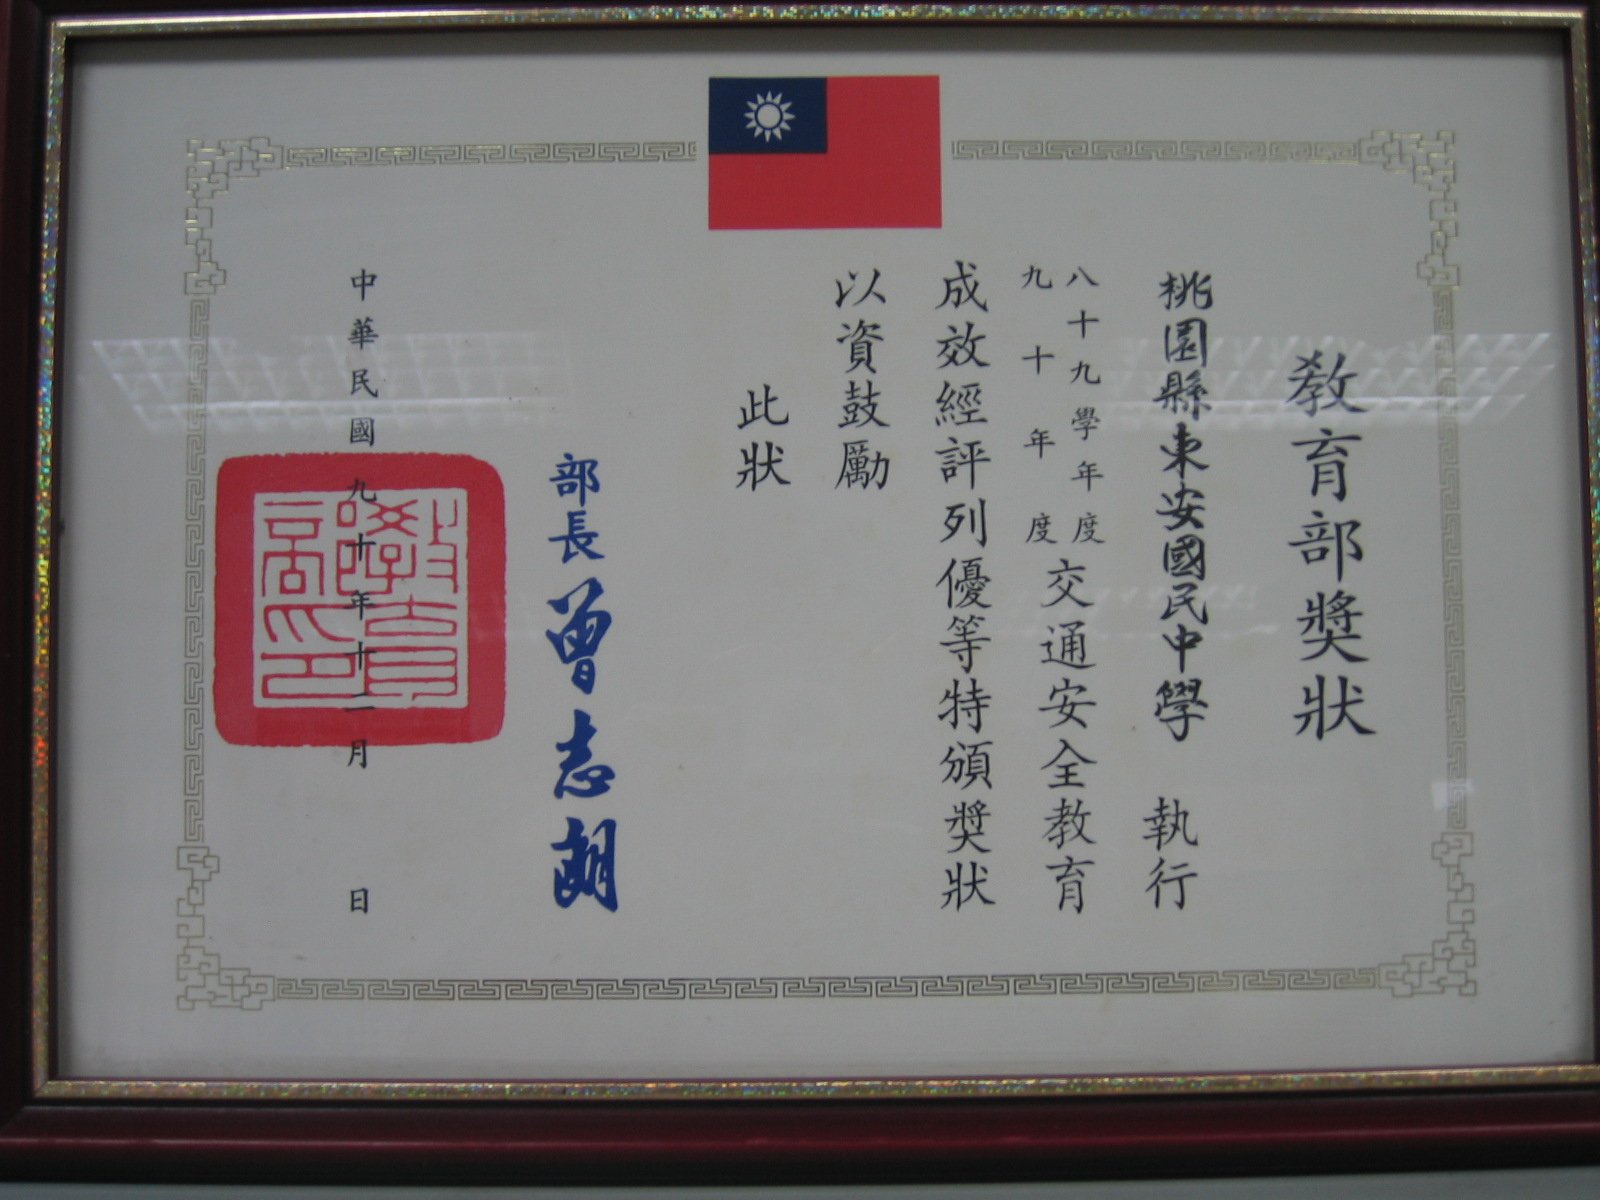 教育部獎狀
桃園縣東安國民中學 執行
八十九學年度
九十年度
交通安全教育
成效經評列優等特頒獎狀
以資鼓勵
此狀
部長 曾志朗
中華民國九十年十二月 日